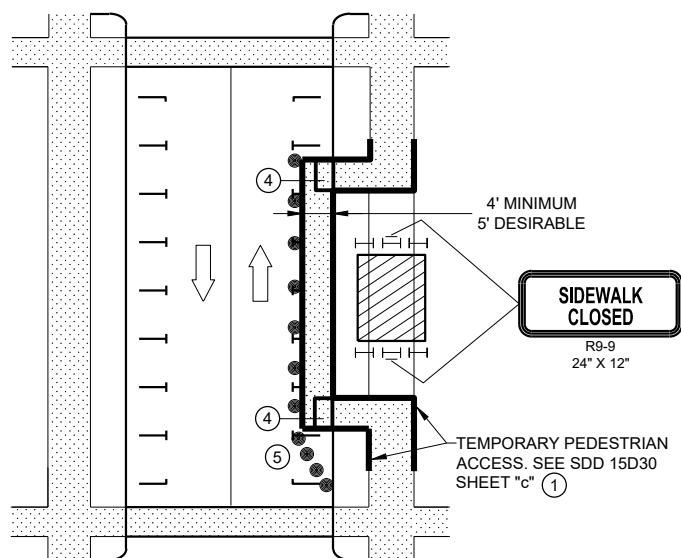 4
4' MINIMUM
5' DESIRABLE
SIDEWALK
CLOSED
R9-9
24" X 12"
4
5
TEMPORARY PEDESTRIAN
ACCESS. SEE SDD 15D30
SHEET "c" 1